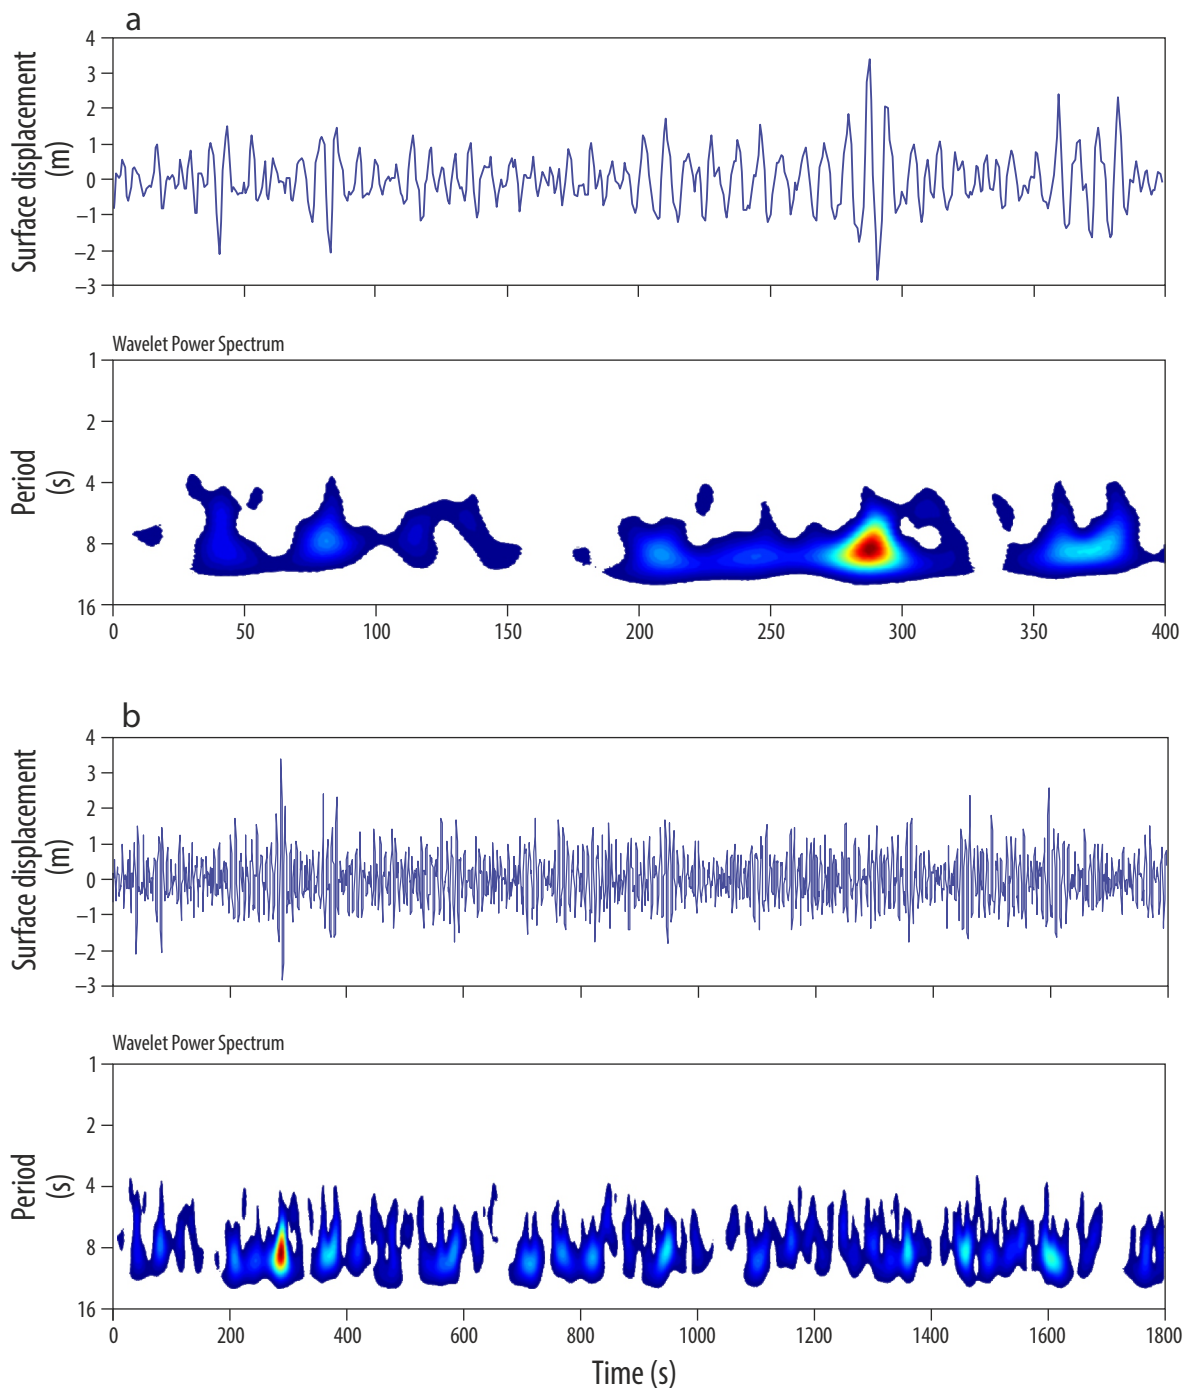 a
Surface displacement
(m)
4
3
2
1
0
−1
−2
−3
Wavelet Power Spectrum
Period
(s)
1
2
4
8
16
0 50 100 150 200 250 300 350 400
b
Surface displacement
(m)
4
3
2
1
0
−1
−2
−3
Wavelet Power Spectrum
Period
(s)
1
2
4
8
16
0 200 400 600 800 1000 1200 1400 1600 1800
Time (s)